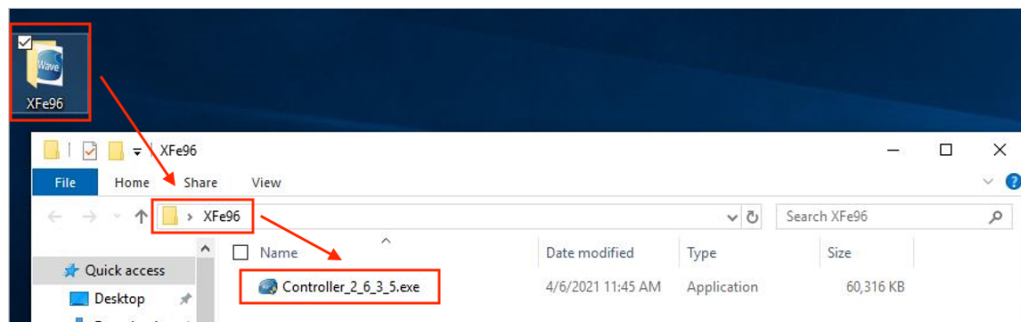 Wave
XFe96
XFe96
File Home Share View
XFe96 Search XFe96
Name Date modified Type Size
Quick access
Controller_2_6_3_5.exe 4/6/2021 11:45 AM Application 60,316 KB
Desktop